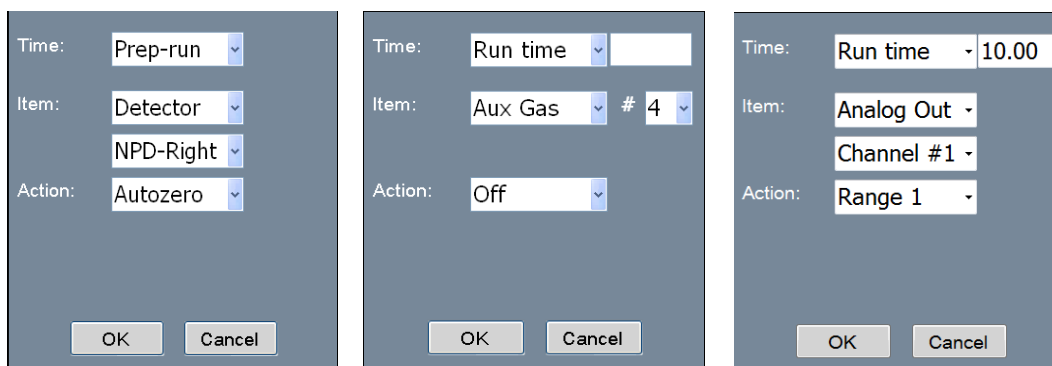 Time: Prep-run
Item: Detector
NPD-Right
Action: Autozero
OK Cancel
Time: Run time
Item: Aux Gas # 4
Action: Off
OK Cancel
Time: Run time 10.00
Item: Analog Out
Channel #1
Action: Range 1
OK Cancel